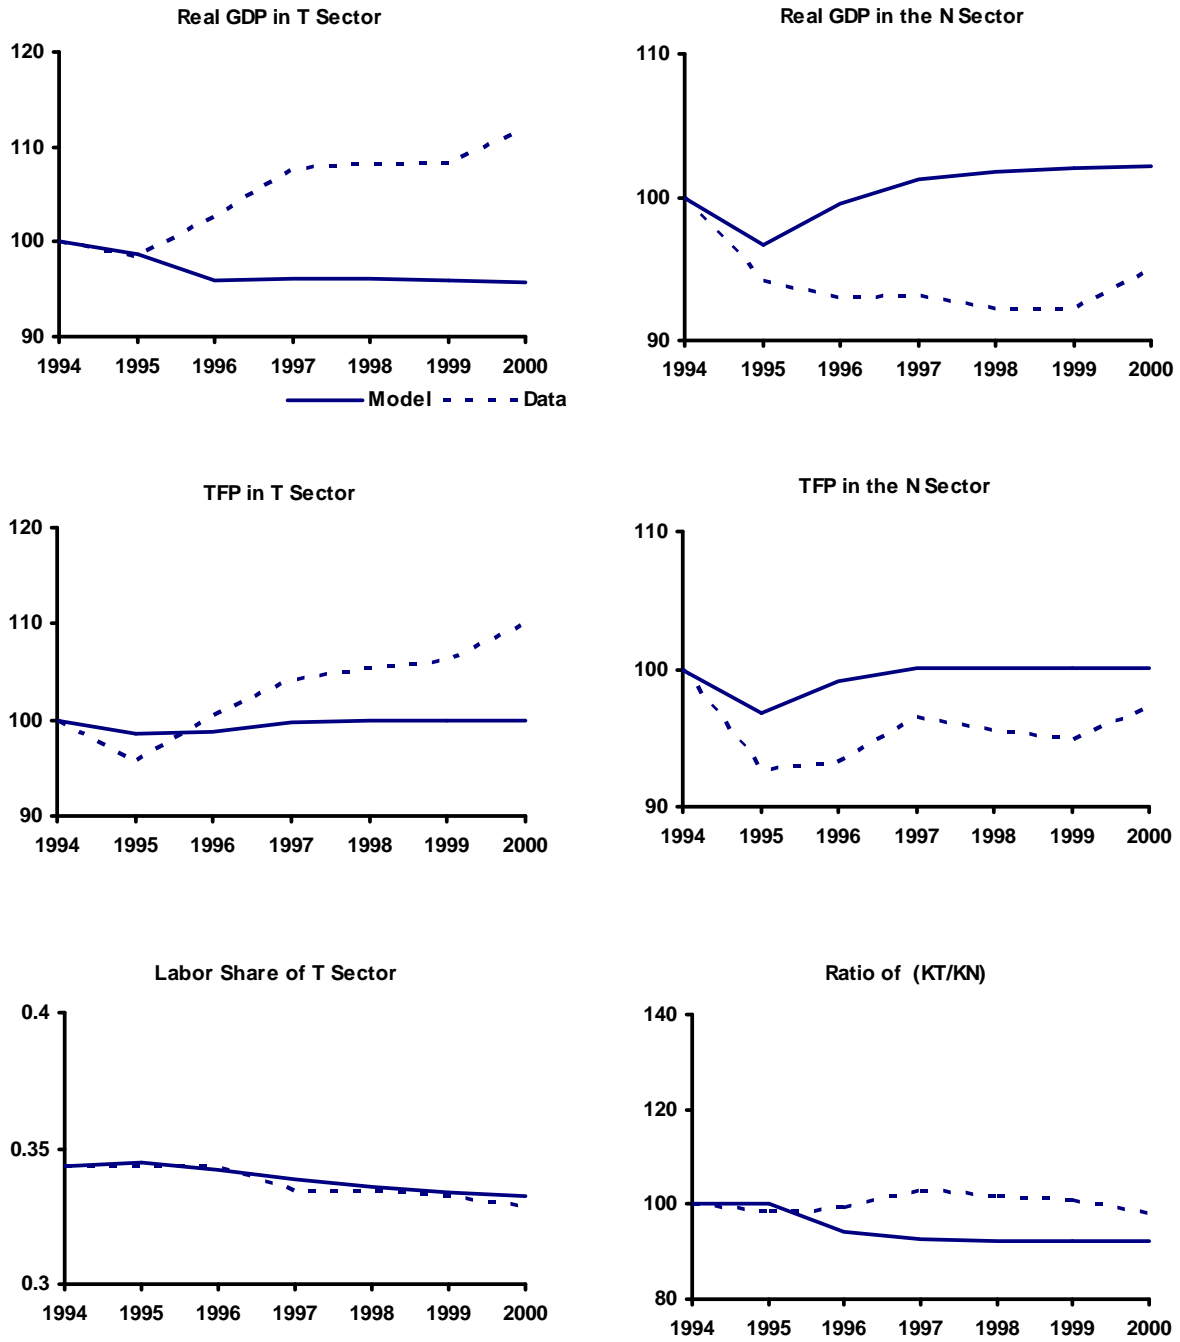 Real GDP in T Sector
120
110
100
90
1994 1995 1996 1997 1998 1999 2000
Real GDP in the N Sector
110
100
90
1994 1995 1996 1997 1998 1999 2000
Model Data
TFP in T Sector
120
110
100
90
1994 1995 1996 1997 1998 1999 2000
TFP in the N Sector
110
100
90
1994 1995 1996 1997 1998 1999 2000
Labor Share of T Sector
0.4
0.35
0.3
1994 1995 1996 1997 1998 1999 2000
Ratio of (KT/KN)
140
120
100
80
1994 1995 1996 1997 1998 1999 2000